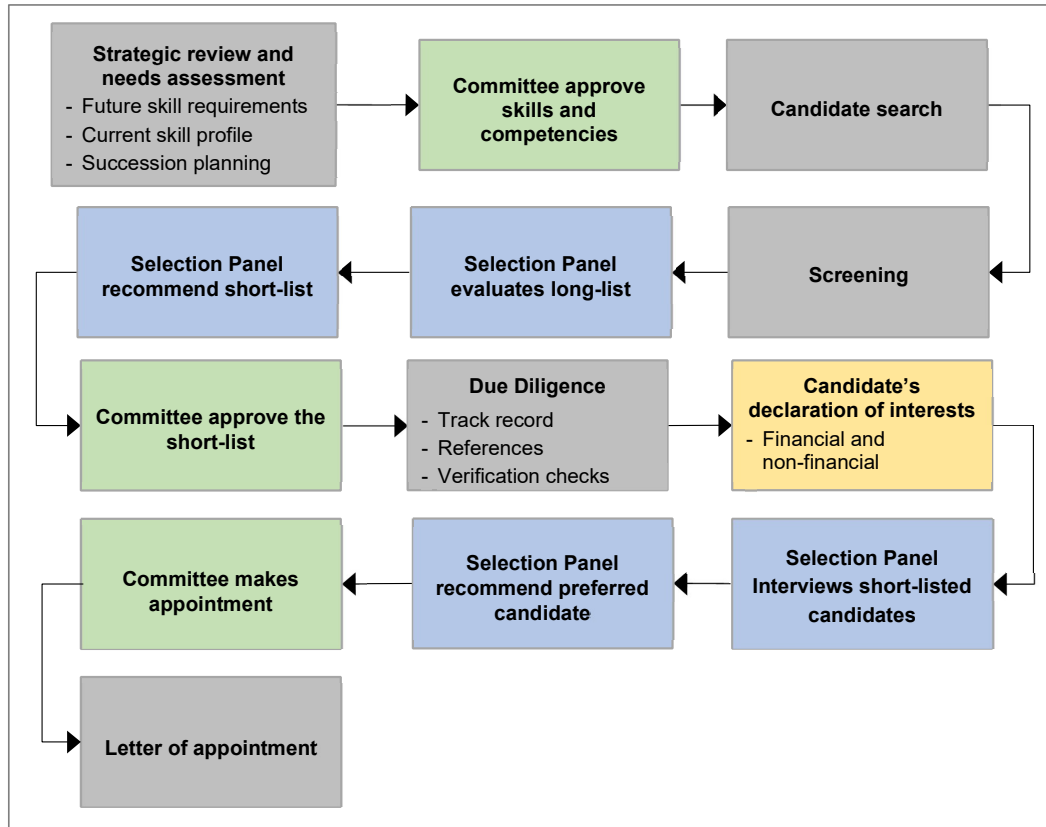 Strategic review and
needs assessment
- Future skill requirements
- Current skill profile
- Succession planning
Committee approve
skills and
competencies
Candidate search
Screening
Selection Panel
evaluates long-list
Selection Panel
recommend short-list
Committee approve the
short-list
Due Diligence
- Track record
- References
- Verification checks
Candidate’s
declaration of interests
- Financial and
non-financial
Selection Panel
Interviews short-listed
candidates
Selection Panel
recommend preferred
candidate
Committee makes
appointment
Letter of appointment